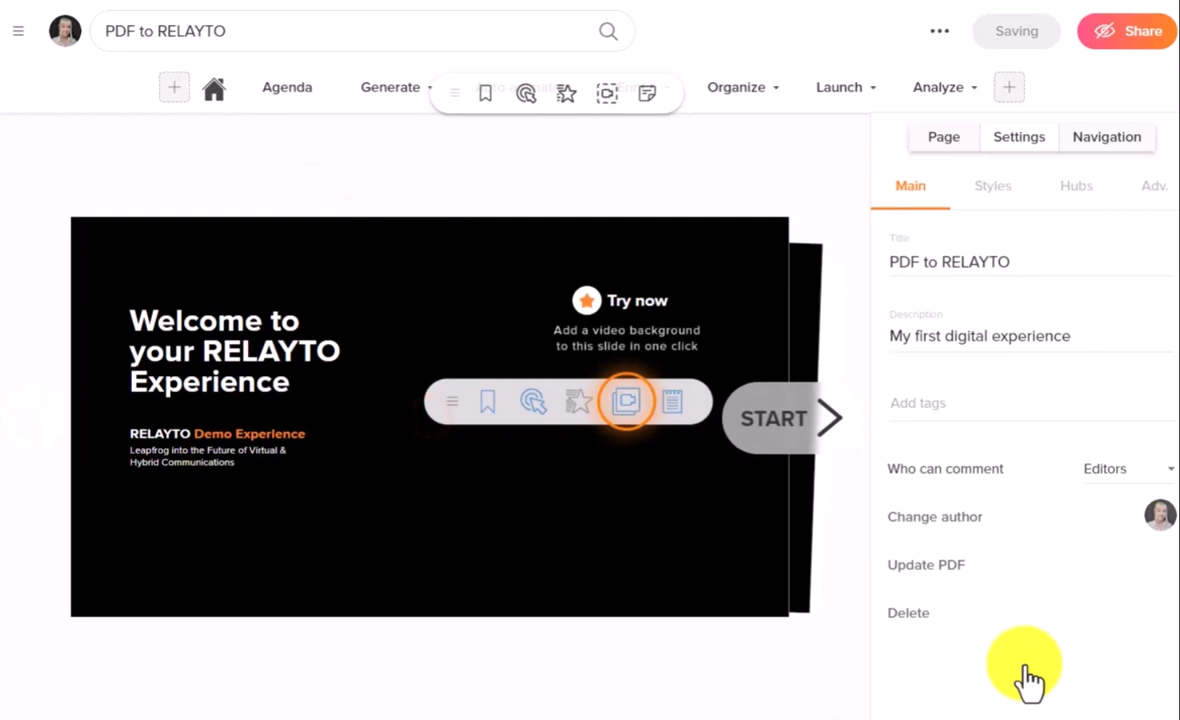 PDF to RELAYTO
Saving
Share
Agenda
Generate
Organize
Launch
Analyze
Page
Settings
Navigation
Main
Styles
Hubs
Adv.
Title
PDF to RELAYTO
Description
My first digital experience
Add tags
Who can comment
Editors
Change author
Update PDF
Delete
Welcome to
your RELAYTO
Experience
RELAYTO Demo Experience
Leapfrog into the Future of Virtual &
Hybrid Communications
Try now
Add a video background
to this slide in one click
START